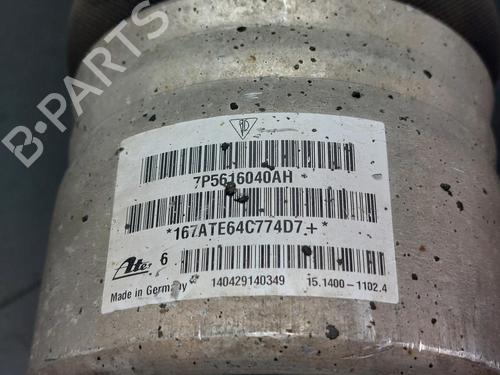 B-PARTS
7P5616040AH
*167ATE64C774D7.+*
Ate 6
Made in Germany 140429140349 15.1400-1102.4